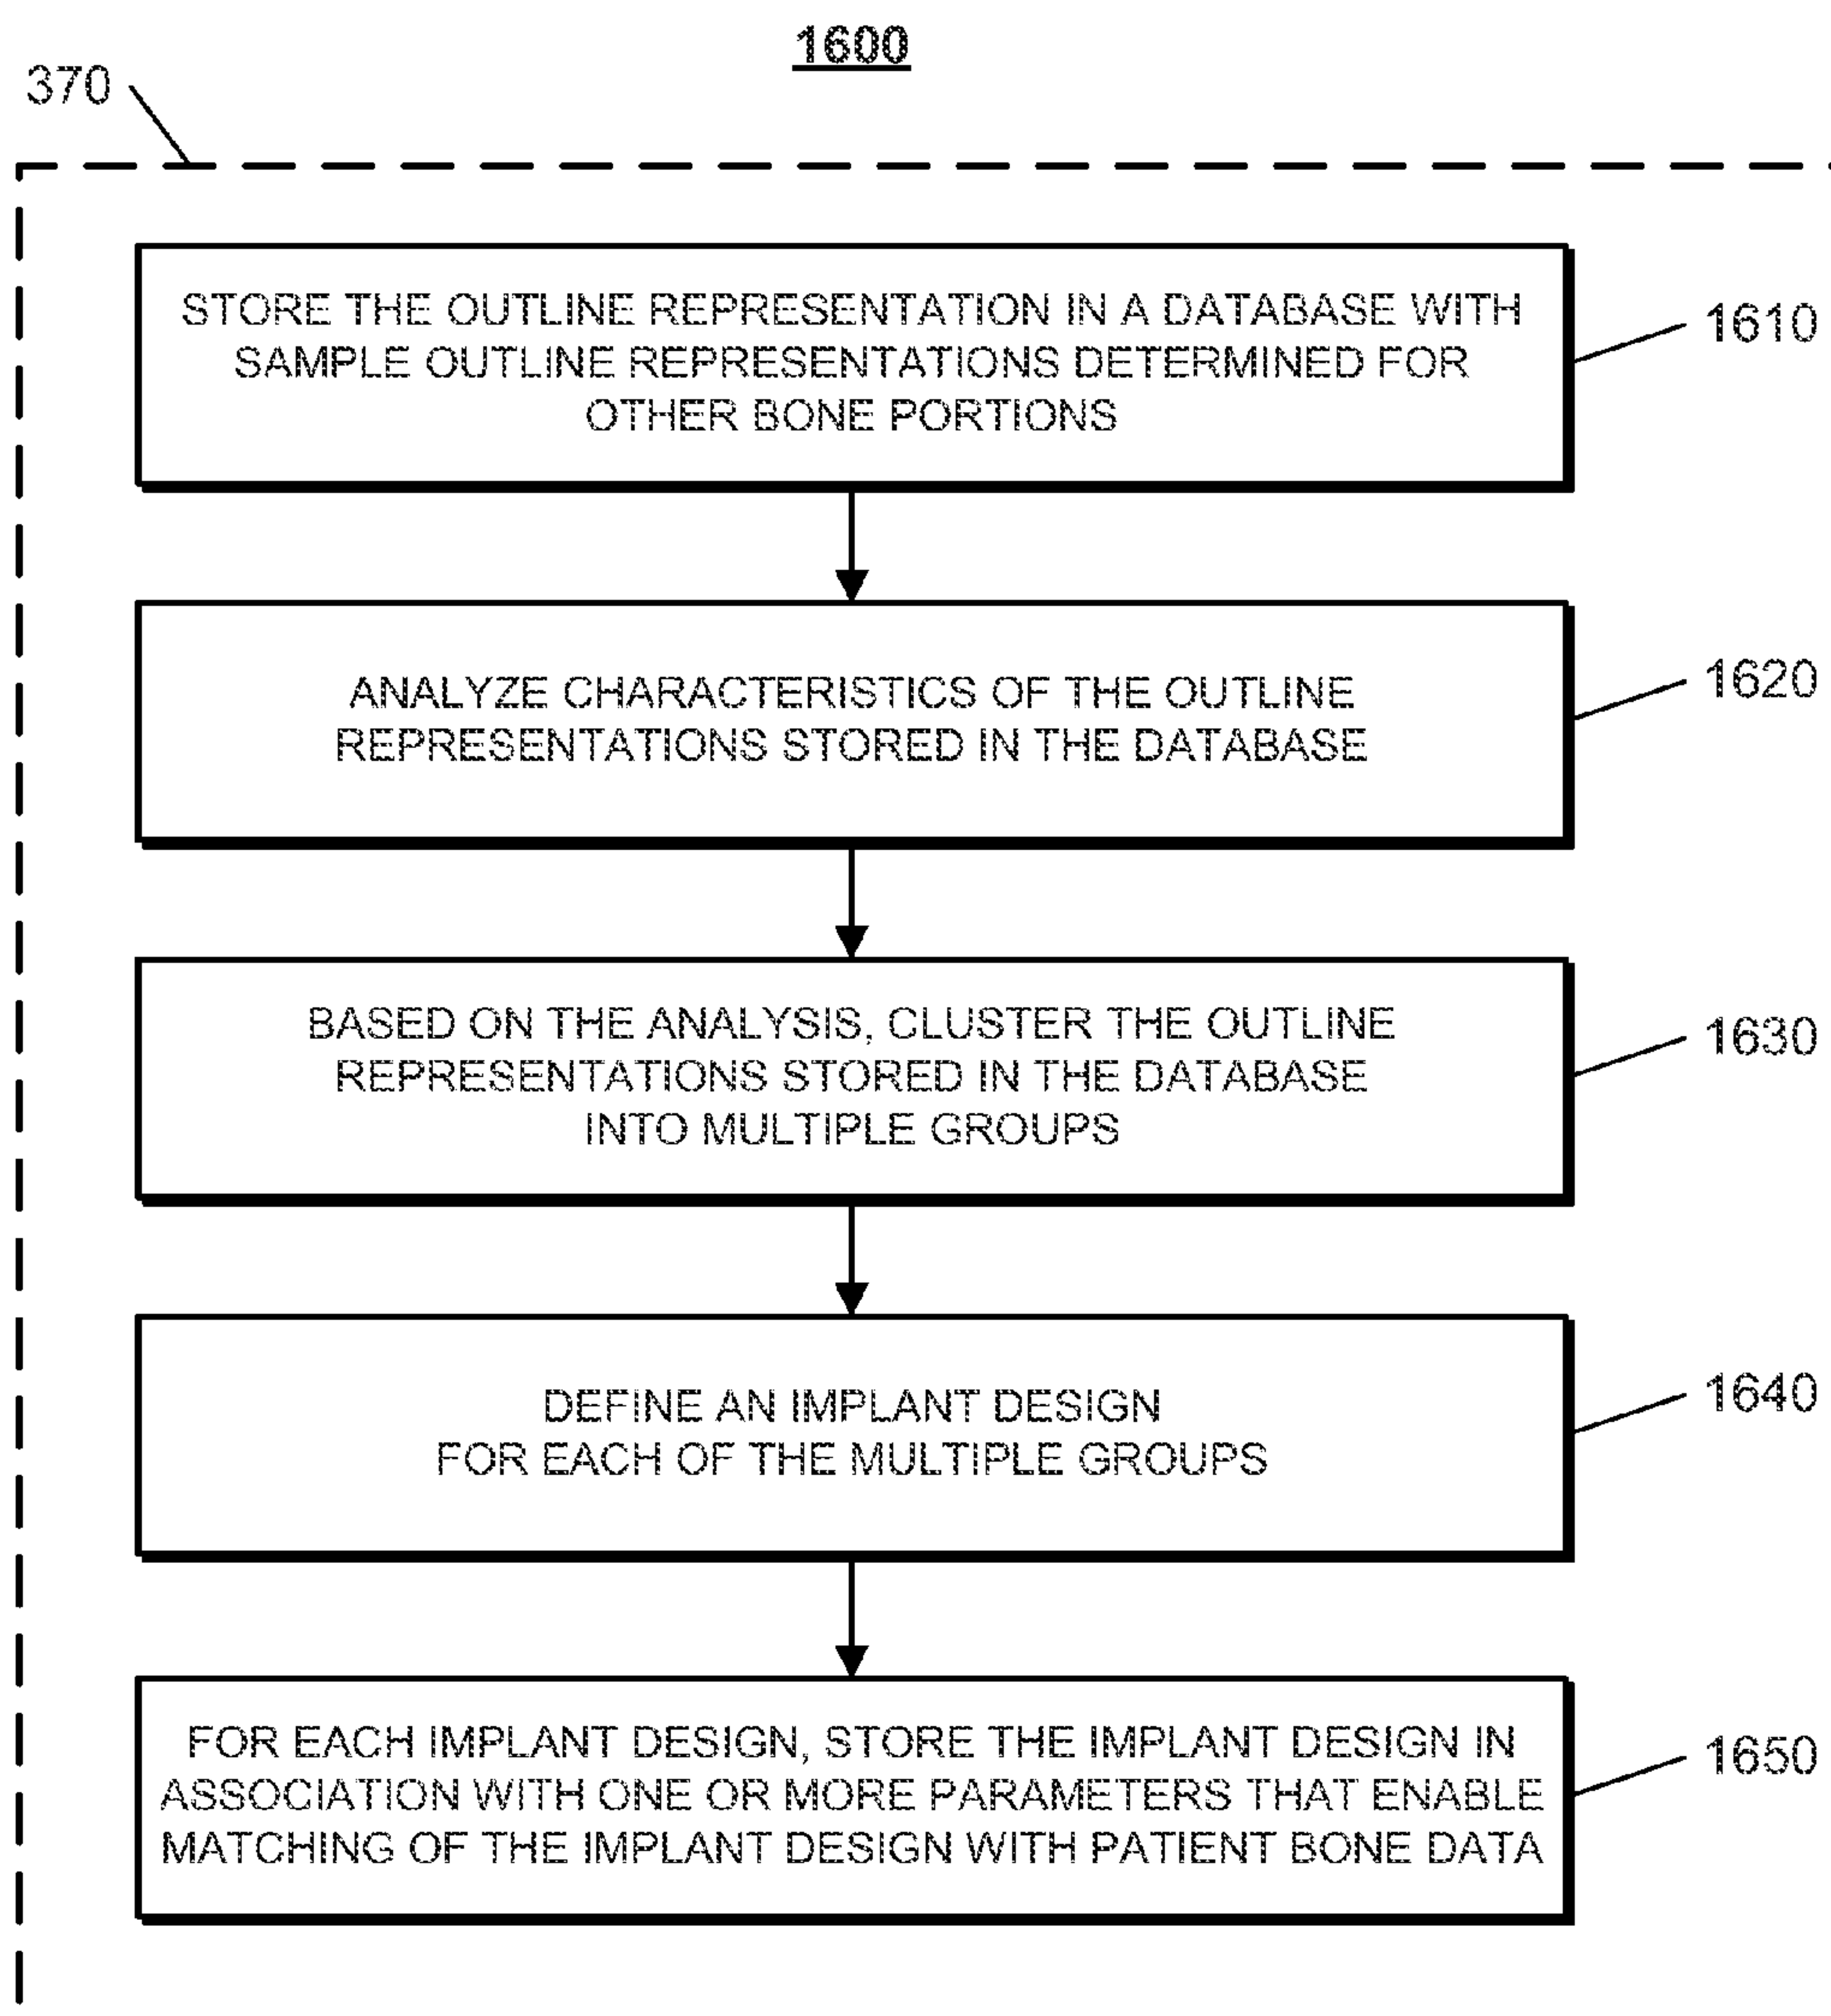 1600
370
STORE THE OUTLINE REPRESENTATION IN A DATABASE WITH
SAMPLE OUTLINE REPRESENTATIONS DETERMINED FOR
OTHER BONE PORTIONS
1610
ANALYZE CHARACTERISTICS OF THE OUTLINE
REPRESENTATIONS STORED IN THE DATABASE
1620
BASED ON THE ANALYSIS, CLUSTER THE OUTLINE
REPRESENTATIONS STORED IN THE DATABASE
INTO MULTIPLE GROUPS
1630
DEFINE AN IMPLANT DESIGN
FOR EACH OF THE MULTIPLE GROUPS
1640
FOR EACH IMPLANT DESIGN, STORE THE IMPLANT DESIGN IN
ASSOCIATION WITH ONE OR MORE PARAMETERS THAT ENABLE
MATCHING OF THE IMPLANT DESIGN WITH PATIENT BONE DATA
1650